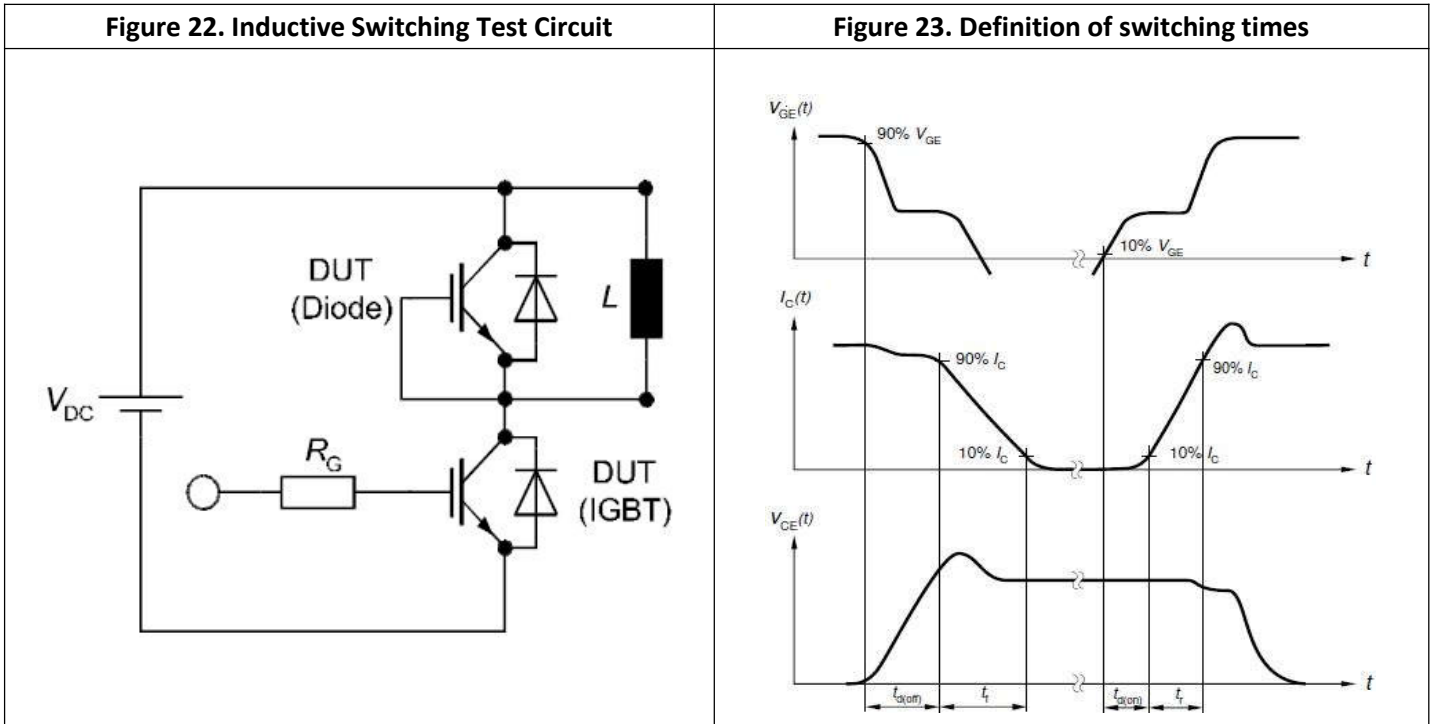 Figure 22. Inductive Switching Test Circuit
Figure 23. Definition of switching times
DUT
(Diode)
L
VDC
RG
DUT
(IGBT)
VGE(t)
90% VGE
10% VGE
t
IC(t)
90% IC
90% IC
10% IC
10% IC
t
VCE(t)
t
td(off)
tf
td(on)
tr